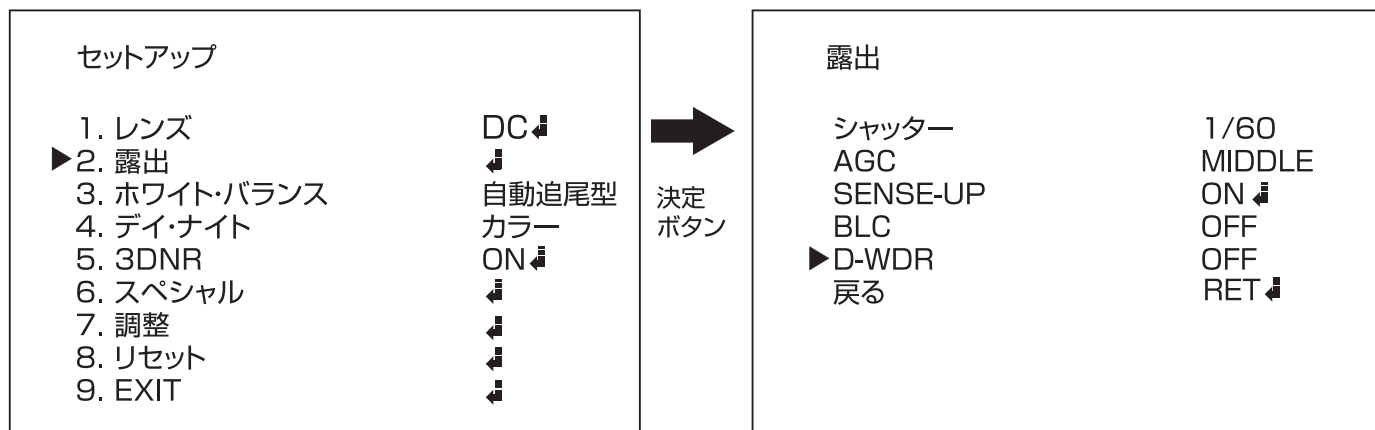 セットアップ
1. レンズ DC↲
▶2. 露出 ↲
3. ホワイト・バランス 自動追尾型
4. デイ・ナイト カラー
5. 3DNR ON↲
6. スペシャル ↲
7. 調整 ↲
8. リセット ↲
9. EXIT ↲
決定
ボタン
露出
シャッター 1/60
AGC MIDDLE
SENSE-UP ON↲
BLC OFF
▶D-WDR OFF
戻る RET↲